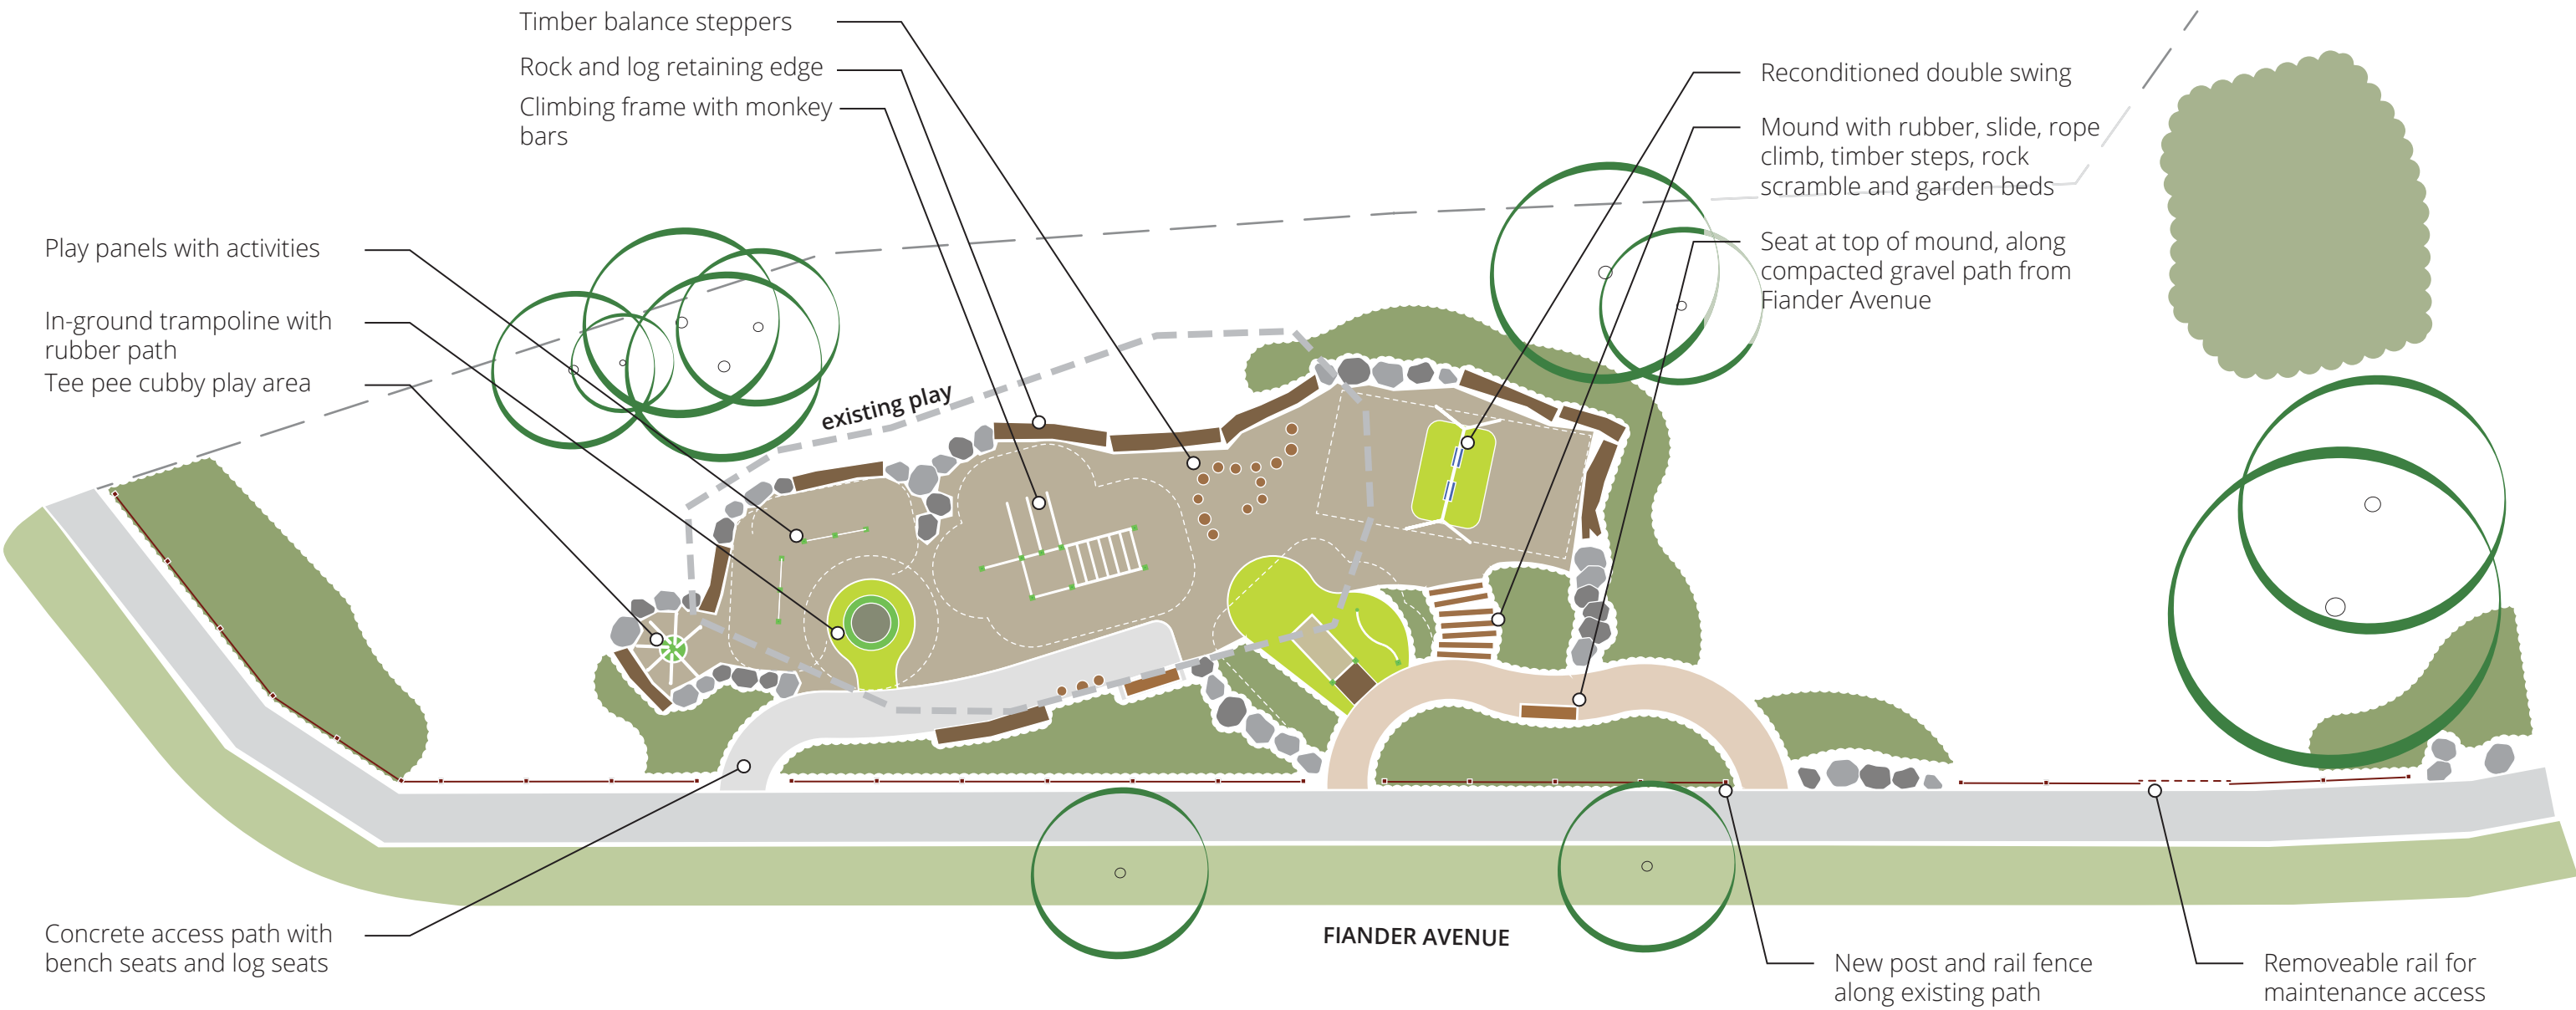 Timber balance steppers
Rock and log retaining edge
Climbing frame with monkey
bars
Reconditioned double swing
Mound with rubber, slide, rope
climb, timber steps, rock
scramble and garden beds
Seat at top of mound, along
compacted gravel path from
Fiander Avenue
Play panels with activities
In-ground trampoline with
rubber path
Tee pee cubby play area
existing play
Concrete access path with
bench seats and log seats
FIANDER AVENUE
New post and rail fence
along existing path
Removeable rail for
maintenance access